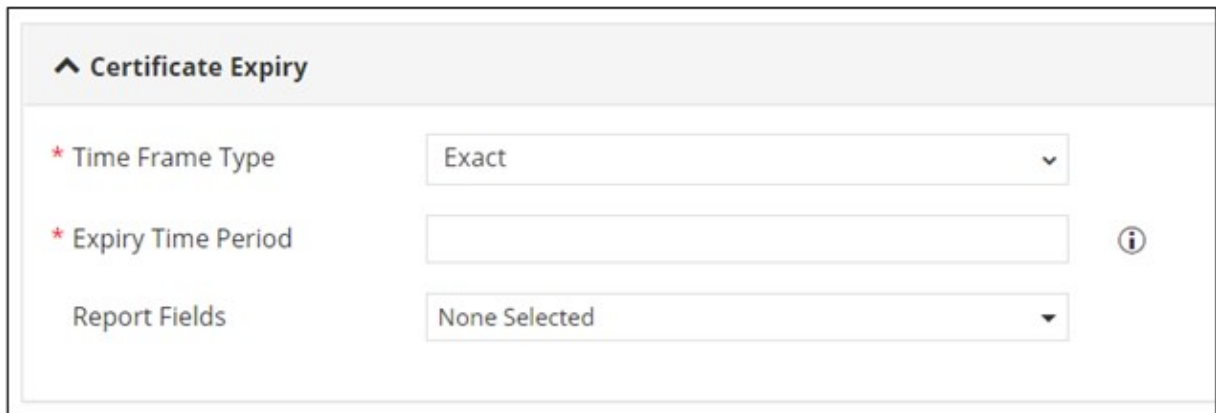 Certificate Expiry
* Time Frame Type
Exact
* Expiry Time Period
Report Fields
None Selected